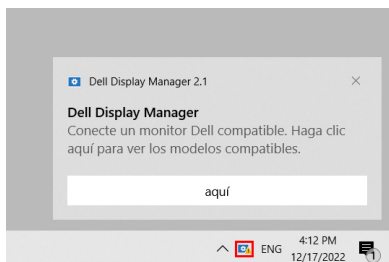 Dell Display Manager 2.1
Dell Display Manager
Conecte un monitor Dell compatible. Haga clic
aquí para ver los modelos compatibles.
aquí
ENG
4:12 PM
12/17/2022
1